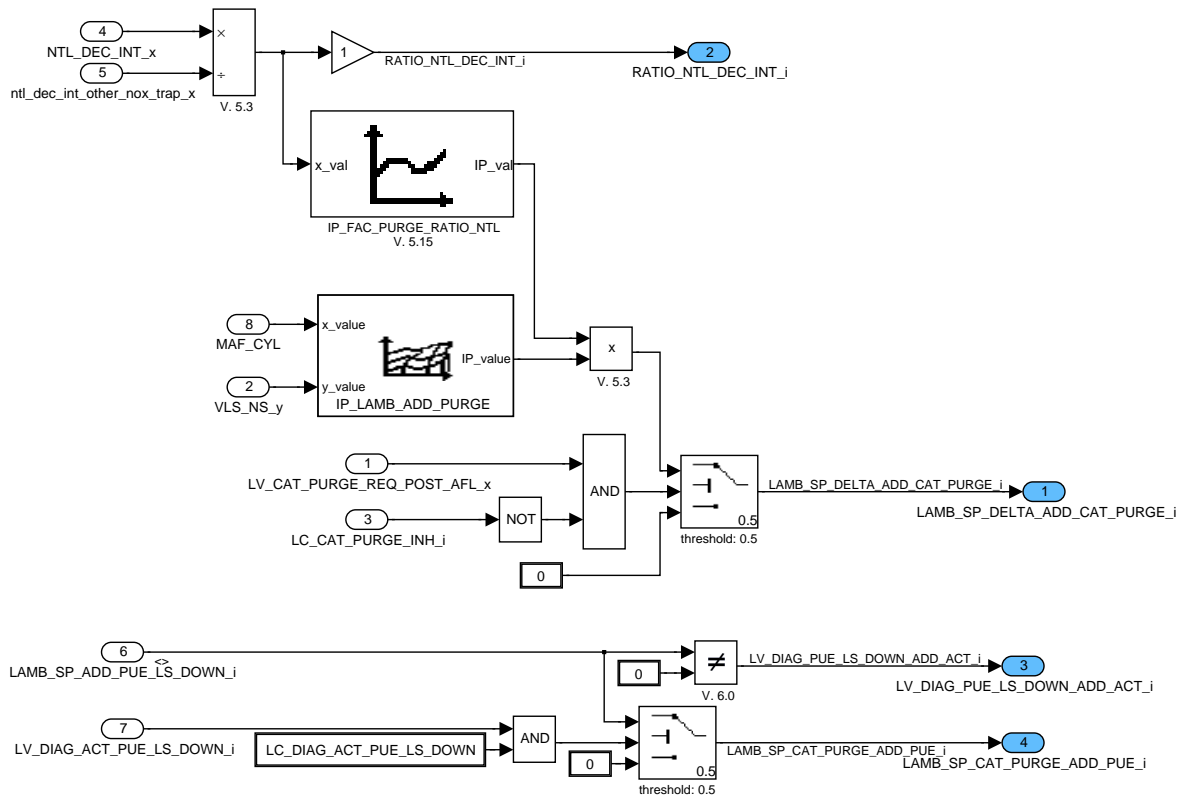 4
×
NTL_DEC_INT_x
5
÷
ntl_dec_int_other_nox_trap_x
V. 5.3
1
RATIO_NTL_DEC_INT_i
2
RATIO_NTL_DEC_INT_i
x_val
IP_val
IP_FAC_PURGE_RATIO_NTL
V. 5.15
8
MAF_CYL
x_value
2
VLS_NS_y
y_value
IP_value
IP_LAMB_ADD_PURGE
x
V. 5.3
1
LV_CAT_PURGE_REQ_POST_AFL_x
3
LC_CAT_PURGE_INH_i
NOT
AND
0
0.5
threshold: 0.5
LAMB_SP_DELTA_ADD_CAT_PURGE_i
1
LAMB_SP_DELTA_ADD_CAT_PURGE_i
6
<>
LAMB_SP_ADD_PUE_LS_DOWN_i
0
≠
V. 6.0
LV_DIAG_PUE_LS_DOWN_ADD_ACT_i
3
LV_DIAG_PUE_LS_DOWN_ADD_ACT_i
7
LV_DIAG_ACT_PUE_LS_DOWN_i
LC_DIAG_ACT_PUE_LS_DOWN
AND
0
0.5
threshold: 0.5
LAMB_SP_CAT_PURGE_ADD_PUE_i
4
LAMB_SP_CAT_PURGE_ADD_PUE_i